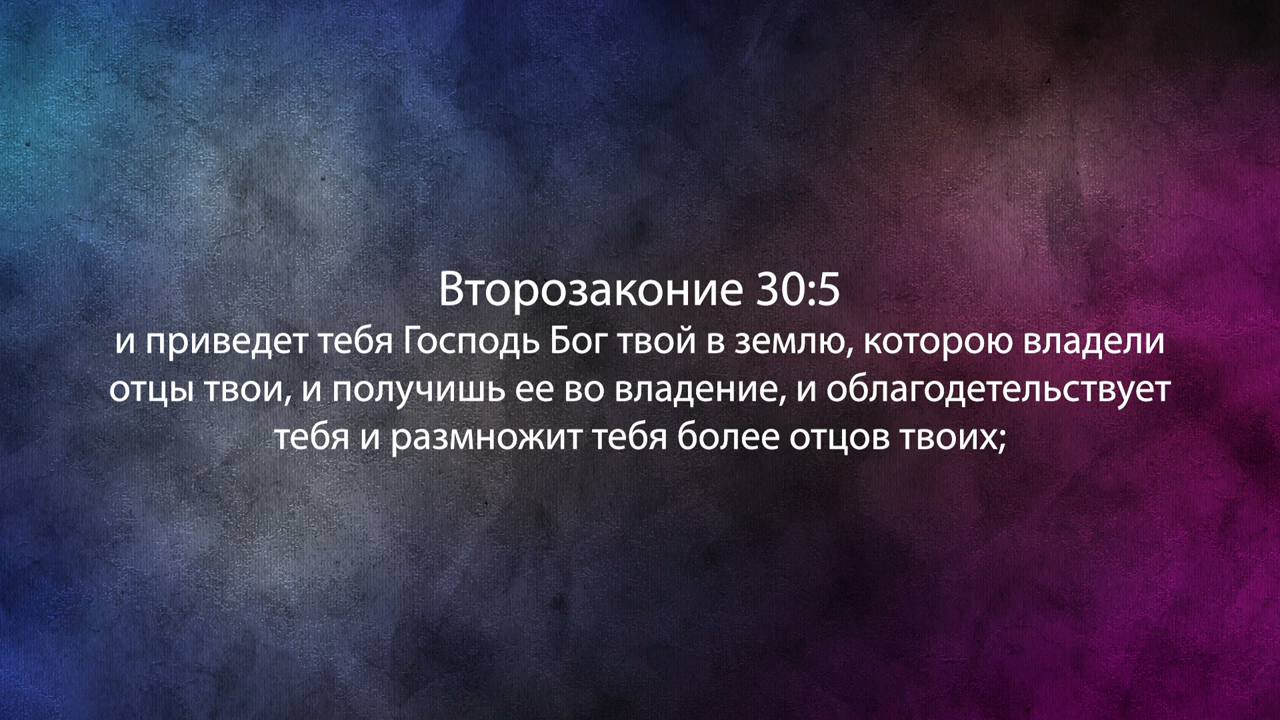 Второзаконие 30:5
и приведет тебя Господь Бог твой в землю, которою владели
отцы твои, и получишь ее во владение, и облагодетельствует
тебя и размножит тебя более отцов твоих;